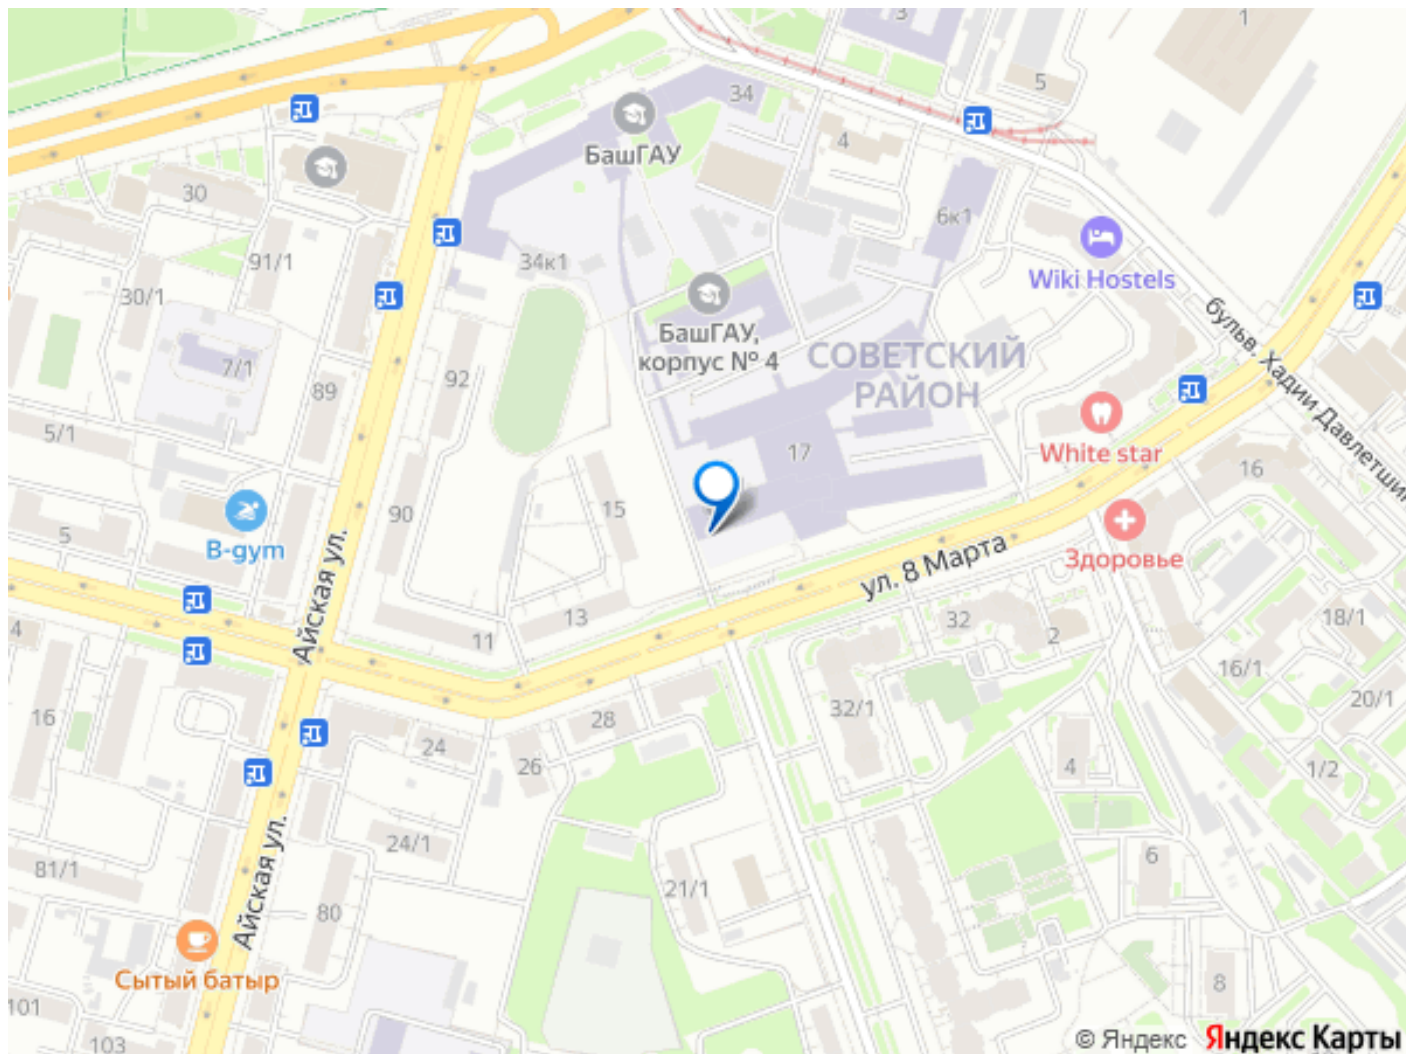 3
1
5
34
БашГАУ
4
30
6к1
91/1
34к1
Wiki Hostels
30/1
бульв. Хадии Давлетшин
БашГАУ,
корпус № 4
СОВЕТСКИЙ
РАЙОН
7/1
92
89
5/1
17
White star
16
15
90
5
B-gym
Здоровье
ул. 8 Марта
Айская ул.
13
11
32
2
18/1
4
16/1
20/1
16
28
32/1
24
26
4
1/2
24/1
6
81/1
21/1
Айская ул.
80
Сытый батыр
8
101
103
© Яндекс Яндекс Карты